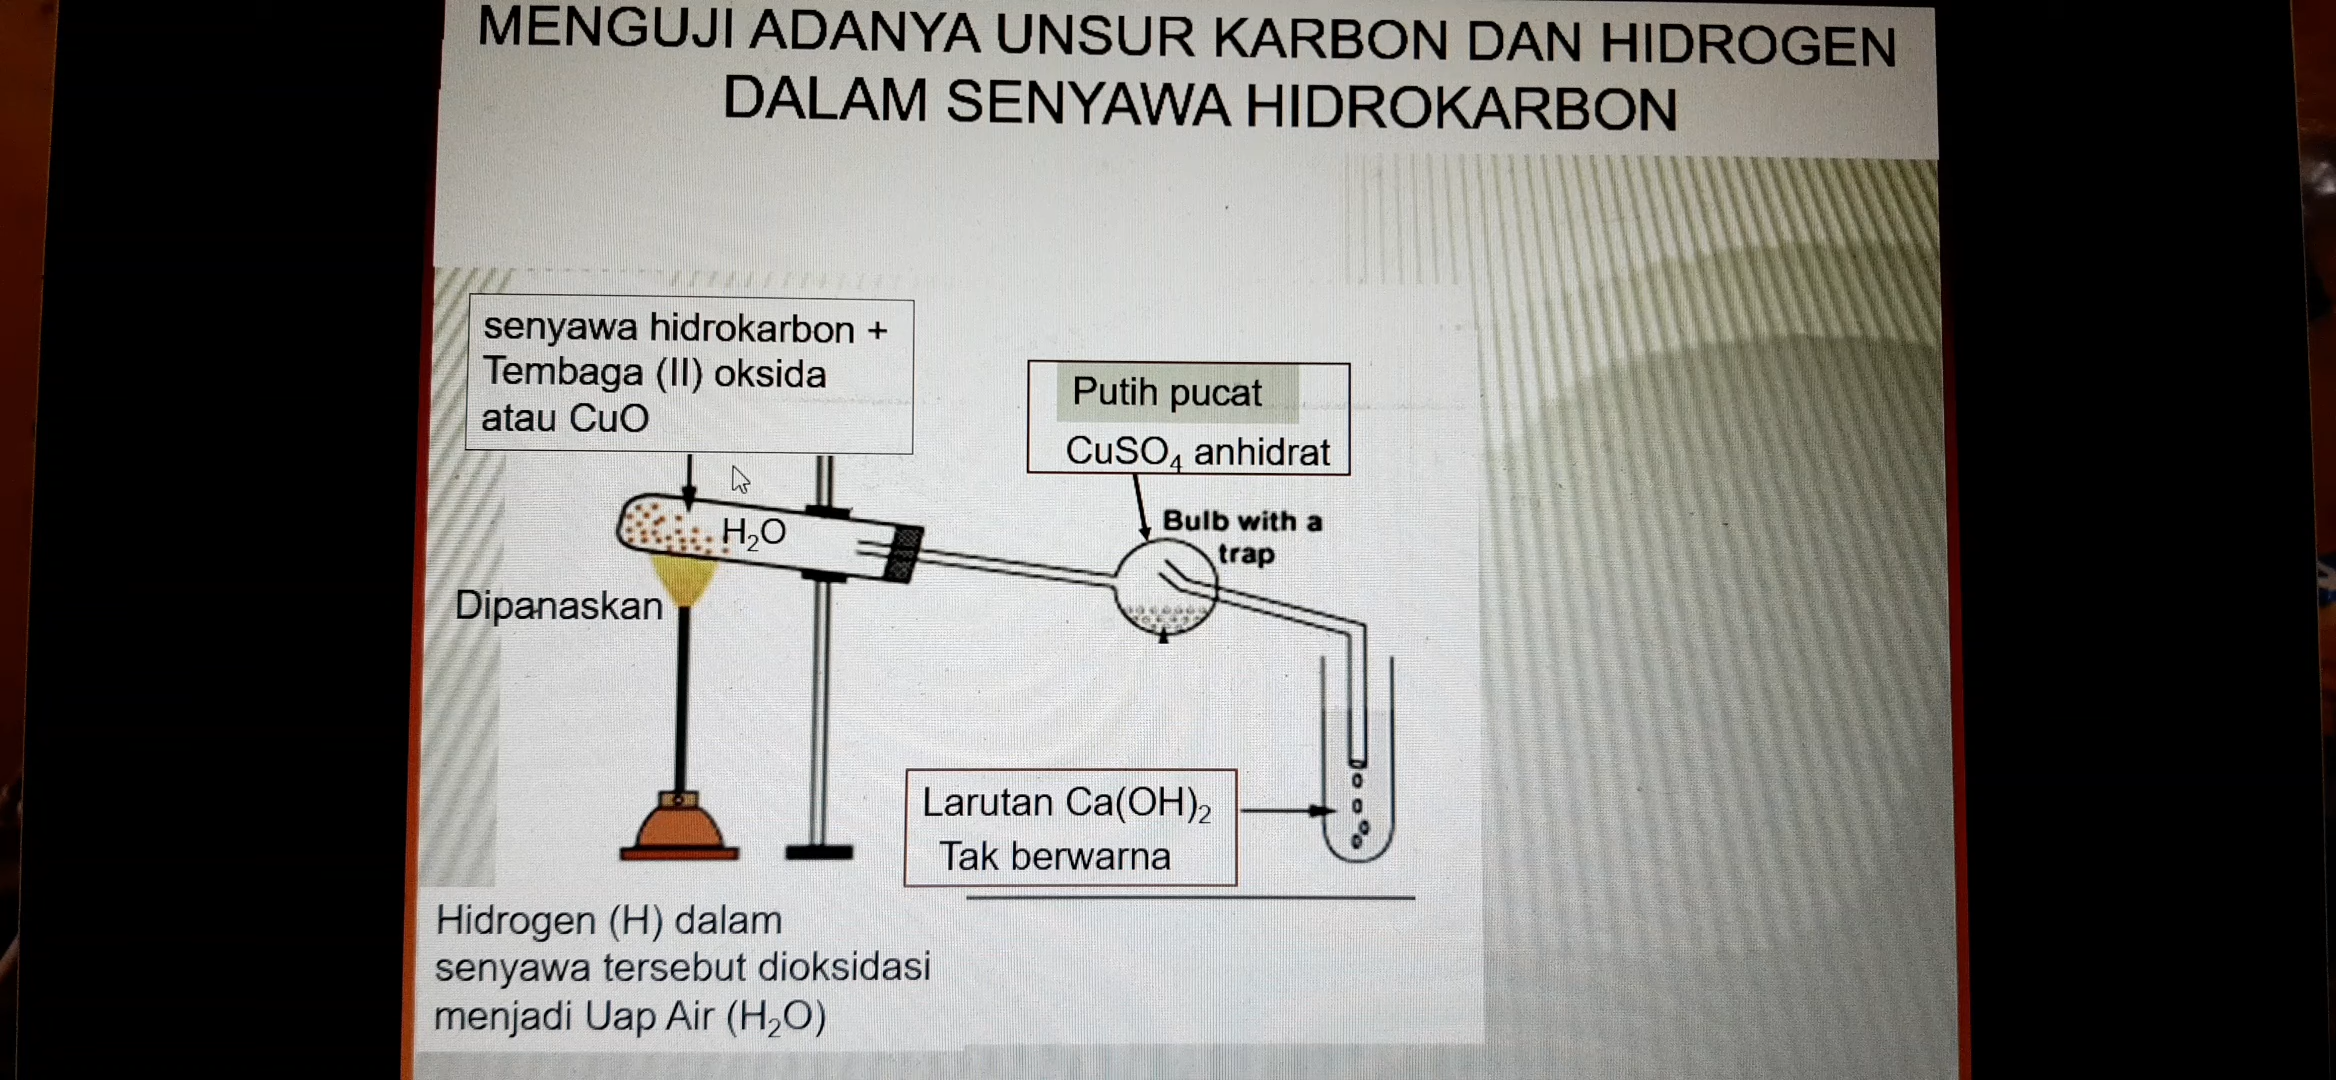 MENGUJI ADANYA UNSUR KARBON DAN HIDROGEN
DALAM SENYAWA HIDROKARBON
senyawa hidrokarbon +
Tembaga (II) oksida
atau CuO
Putih pucat
CuSO₄ anhidrat
H₂O
Bulb with a
trap
Dipanaskan
Larutan Ca(OH)₂
Tak berwarna
Hidrogen (H) dalam
senyawa tersebut dioksidasi
menjadi Uap Air (H₂O)